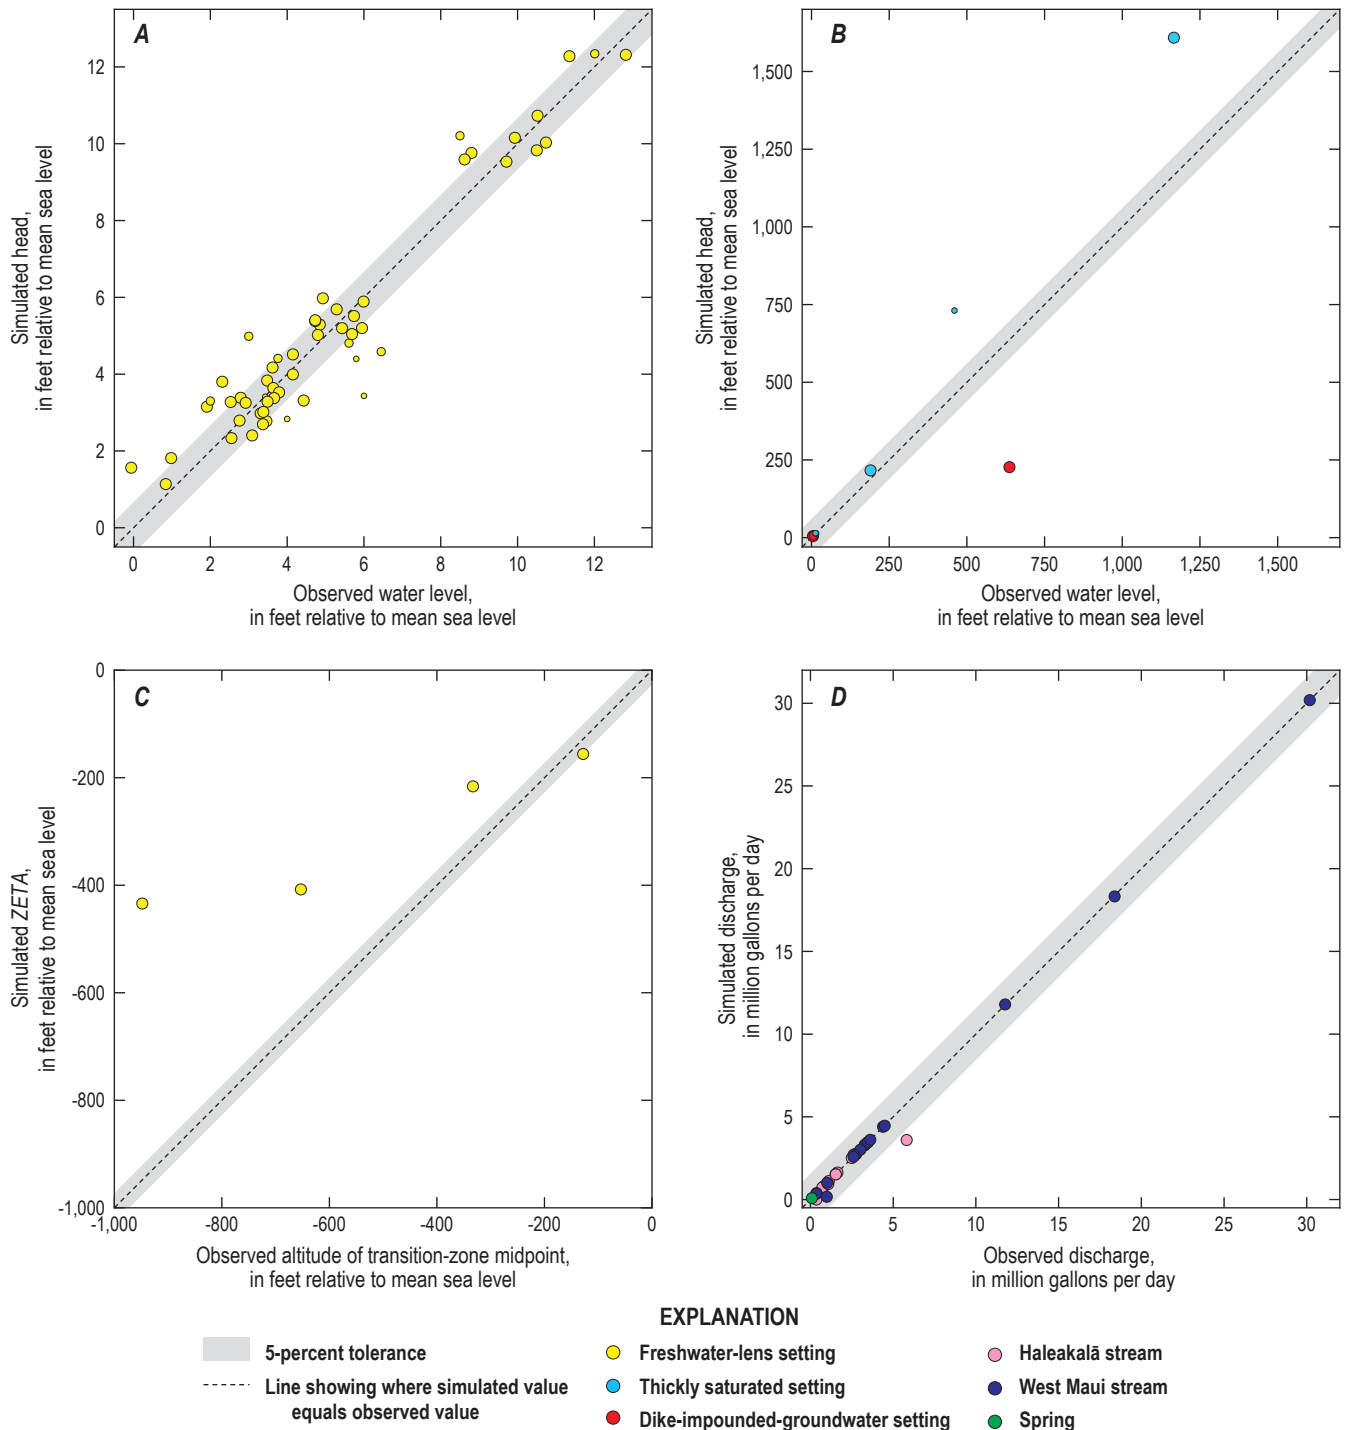 A
12
10
8
6
4
2
0
0
2
4
6
8
10
12
Simulated head,
in feet relative to mean sea level
Observed water level,
in feet relative to mean sea level
B
1,500
1,250
1,000
750
500
250
0
0
250
500
750
1,000
1,250
1,500
Simulated head,
in feet relative to mean sea level
Observed water level,
in feet relative to mean sea level
C
0
-200
-400
-600
-800
-1,000
-1,000
-800
-600
-400
-200
0
Simulated ZETA,
in feet relative to mean sea level
Observed altitude of transition-zone midpoint,
in feet relative to mean sea level
D
30
25
20
15
10
5
0
0
5
10
15
20
25
30
Simulated discharge,
in million gallons per day
Observed discharge,
in million gallons per day
EXPLANATION
5-percent tolerance
Line showing where simulated value
equals observed value
Freshwater-lens setting
Thickly saturated setting
Dike-impounded-groundwater setting
Haleakalā stream
West Maui stream
Spring